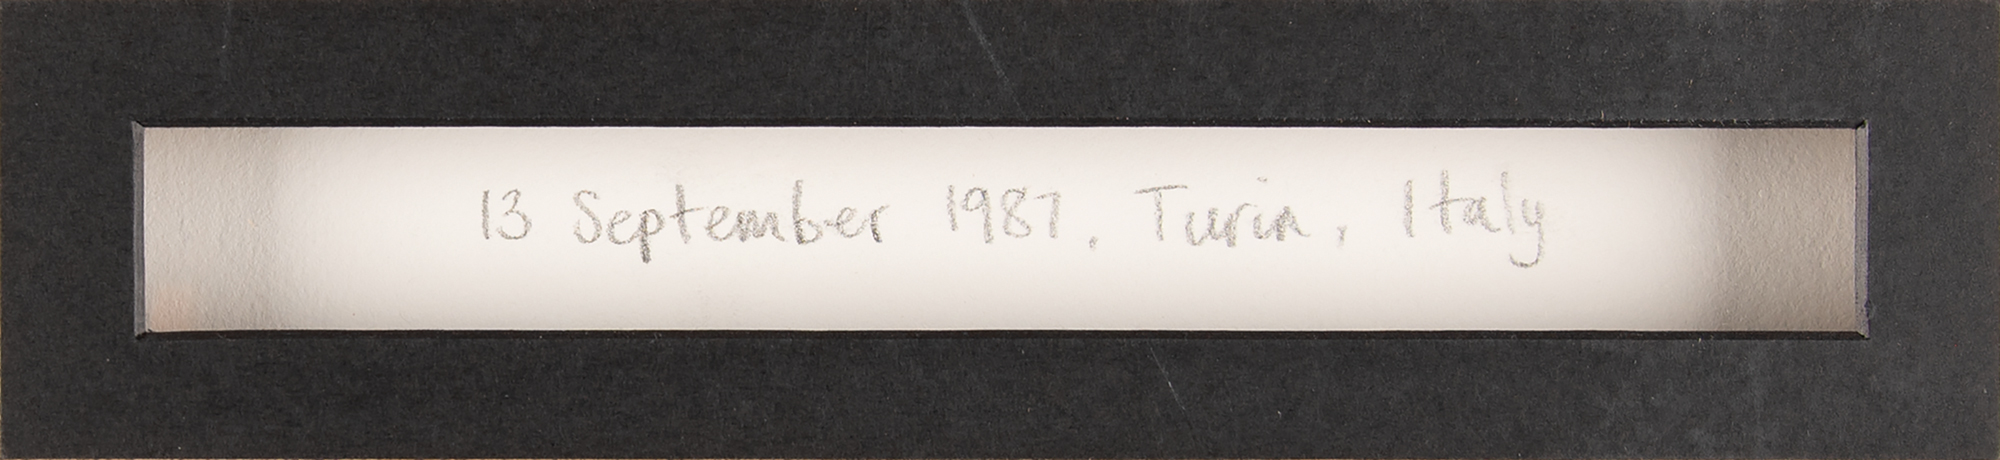 13 September 1987. Turin, Italy